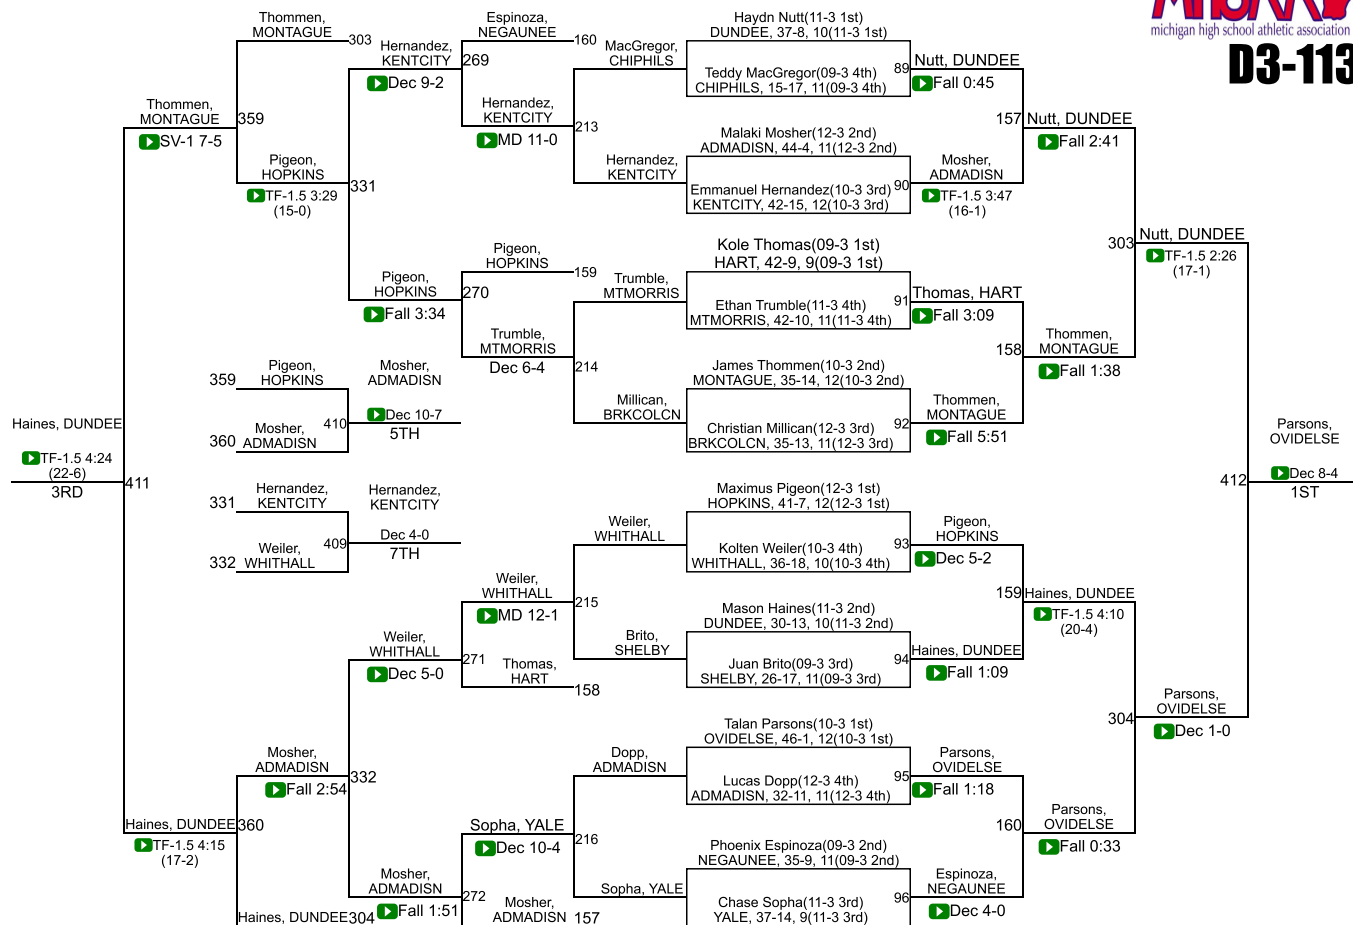 MHSAA
michigan high school athletic association
D3-113
Thommen,
MONTAGUE
303
Hernandez,
KENTCITY
Dec 9-2
Espinoza,
NEGAUNEE
160
269
MacGregor,
CHIPHILS
Haydn Nutt(11-3 1st)
DUNDEE, 37-8, 10(11-3 1st)
Teddy MacGregor(09-3 4th)
CHIPHILS, 15-17, 11(09-3 4th)
89
Nutt, DUNDEE
Fall 0:45
Thommen,
MONTAGUE
SV-1 7-5
359
Hernandez,
KENTCITY
MD 11-0
213
Malaki Mosher(12-3 2nd)
ADMADISN, 44-4, 11(12-3 2nd)
157
Nutt, DUNDEE
Fall 2:41
Pigeon,
HOPKINS
TF-1.5 3:29
(15-0)
331
Hernandez,
KENTCITY
Emmanuel Hernandez(10-3 3rd)
KENTCITY, 42-15, 12(10-3 3rd)
90
Mosher,
ADMADISN
TF-1.5 3:47
(16-1)
Pigeon,
HOPKINS
159
Kole Thomas(09-3 1st)
HART, 42-9, 9(09-3 1st)
303
Nutt, DUNDEE
TF-1.5 2:26
(17-1)
Pigeon,
HOPKINS
Fall 3:34
270
Trumble,
MTMORRIS
Ethan Trumble(11-3 4th)
MTMORRIS, 42-10, 11(11-3 4th)
91
Thomas, HART
Fall 3:09
Trumble,
MTMORRIS
Dec 6-4
214
158
Thommen,
MONTAGUE
Fall 1:38
359
Pigeon,
HOPKINS
Mosher,
ADMADISN
James Thommen(10-3 2nd)
MONTAGUE, 35-14, 12(10-3 2nd)
360
Mosher,
ADMADISN
410
Dec 10-7
5TH
Millican,
BRKCOLCN
Christian Millican(12-3 3rd)
BRKCOLCN, 35-13, 11(12-3 3rd)
92
Thommen,
MONTAGUE
Fall 5:51
Haines, DUNDEE
TF-1.5 4:24
(22-6)
3RD
411
412
Parsons,
OVIDELSE
Dec 8-4
1ST
331
Hernandez,
KENTCITY
Hernandez,
KENTCITY
Maximus Pigeon(12-3 1st)
HOPKINS, 41-7, 12(12-3 1st)
332
Weiler,
WHITHALL
409
Dec 4-0
7TH
Weiler,
WHITHALL
Kolten Weiler(10-3 4th)
WHITHALL, 36-18, 10(10-3 4th)
93
Pigeon,
HOPKINS
Dec 5-2
Weiler,
WHITHALL
MD 12-1
215
159
Haines, DUNDEE
TF-1.5 4:10
(20-4)
Mason Haines(11-3 2nd)
DUNDEE, 30-13, 10(11-3 2nd)
Weiler,
WHITHALL
Dec 5-0
271
Thomas,
HART
158
Brito,
SHELBY
Juan Brito(09-3 3rd)
SHELBY, 26-17, 11(09-3 3rd)
94
Haines, DUNDEE
Fall 1:09
304
Parsons,
OVIDELSE
Dec 1-0
Talan Parsons(10-3 1st)
OVIDELSE, 46-1, 12(10-3 1st)
Mosher,
ADMADISN
Fall 2:54
332
Dopp,
ADMADISN
Lucas Dopp(12-3 4th)
ADMADISN, 32-11, 11(12-3 4th)
95
Parsons,
OVIDELSE
Fall 1:18
Haines, DUNDEE
TF-1.5 4:15
(17-2)
360
Sopha, YALE
Dec 10-4
216
160
Parsons,
OVIDELSE
Fall 0:33
Phoenix Espinoza(09-3 2nd)
NEGAUNEE, 35-9, 11(09-3 2nd)
Mosher,
ADMADISN
Fall 1:51
272
Sopha, YALE
Chase Sopha(11-3 3rd)
YALE, 37-14, 9(11-3 3rd)
96
Espinoza,
NEGAUNEE
Dec 4-0
Haines, DUNDEE
304
Mosher,
ADMADISN
157